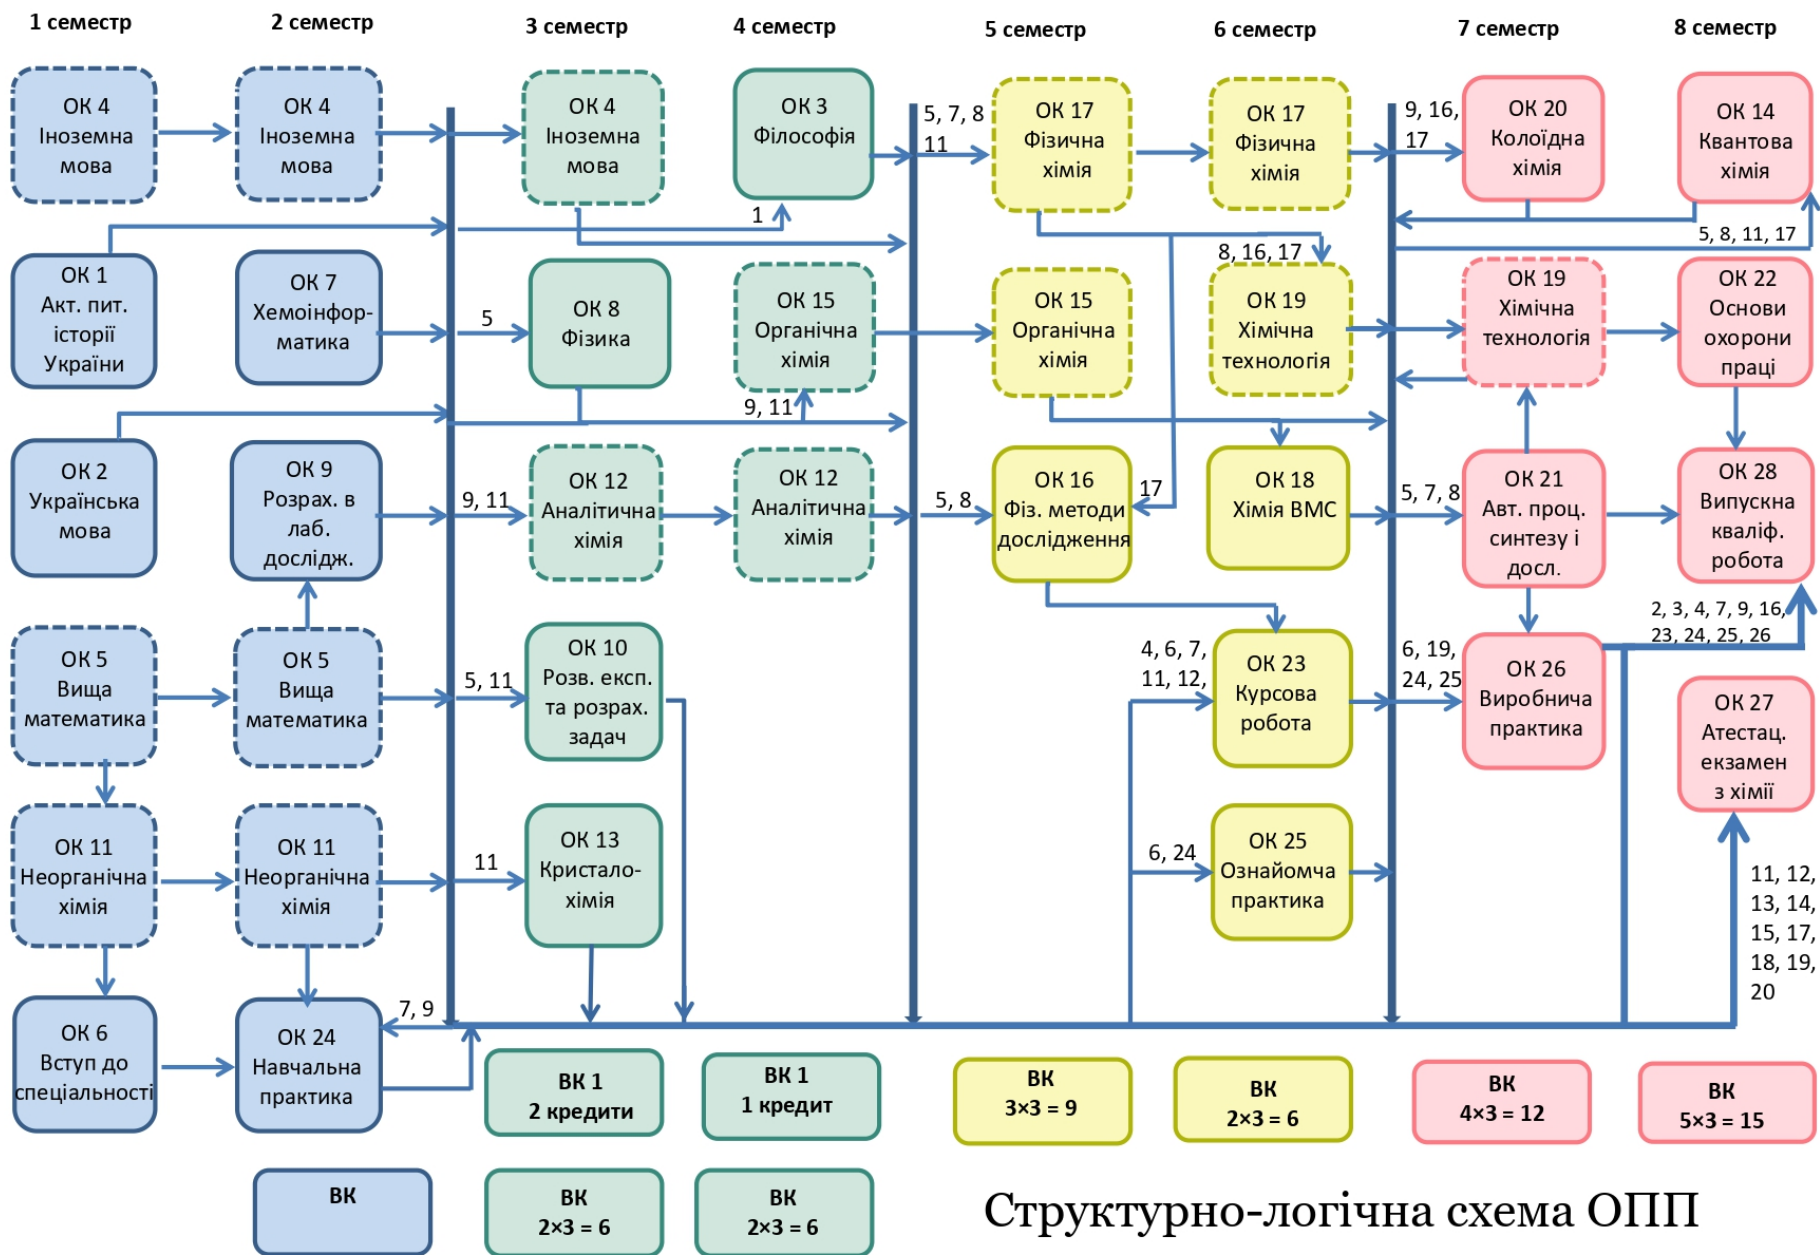 1 семестр
2 семестр
3 семестр
4 семестр
5 семестр
6 семестр
7 семестр
8 семестр
ОК 4
Іноземна
мова
ОК 4
Іноземна
мова
ОК 4
Іноземна
мова
ОК 3
Філософія
5, 7, 8
11
ОК 17
Фізична
хімія
ОК 17
Фізична
хімія
9, 16,
17
ОК 20
Колоїдна
хімія
ОК 14
Квантова
хімія
1
8, 16, 17
5, 8, 11, 17
ОК 1
Акт. пит.
історії
України
ОК 7
Хемоінфор-
матика
5
ОК 8
Фізика
ОК 15
Органічна
хімія
ОК 15
Органічна
хімія
ОК 19
Хімічна
технологія
ОК 19
Хімічна
технологія
ОК 22
Основи
охорони
праці
9, 11
ОК 2
Українська
мова
ОК 9
Розрах. в
лаб.
дослідж.
9, 11
ОК 12
Аналітична
хімія
ОК 12
Аналітична
хімія
5, 8
ОК 16
Фіз. методи
дослідження
17
ОК 18
Хімія ВМС
5, 7, 8
ОК 21
Авт. проц.
синтезу і
досл.
ОК 28
Випускна
кваліф.
робота
2, 3, 4, 7, 9, 16,
23, 24, 25, 26
ОК 5
Вища
математика
ОК 5
Вища
математика
5, 11
ОК 10
Розв. експ.
та розрах.
задач
4, 6, 7,
11, 12,
ОК 23
Курсова
робота
6, 19,
24, 25
ОК 26
Виробнича
практика
ОК 27
Атестац.
екзамен
з хімії
ОК 11
Неорганічна
хімія
ОК 11
Неорганічна
хімія
11
ОК 13
Кристало-
хімія
6, 24
ОК 25
Ознайомча
практика
11, 12,
13, 14,
15, 17,
18, 19,
20
ОК 6
Вступ до
спеціальності
ОК 24
Навчальна
практика
7, 9
ВК 1
2 кредити
ВК 1
1 кредит
ВК
3×3 = 9
ВК
2×3 = 6
ВК
4×3 = 12
ВК
5×3 = 15
ВК
ВК
2×3 = 6
ВК
2×3 = 6
Структурно-логічна схема ОПП